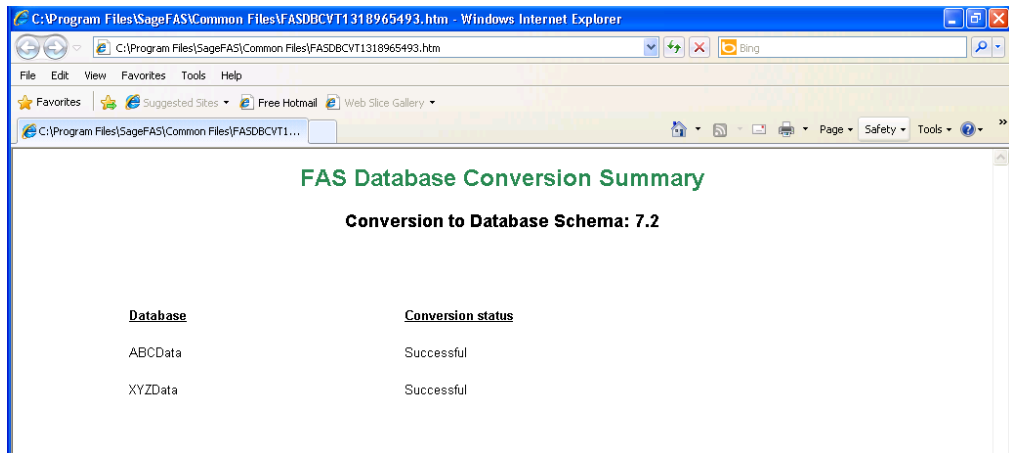 C:\Program Files\SageFAS\Common Files\FASDBCVT1318965493.htm - Windows Internet Explorer
C:\Program Files\SageFAS\Common Files\FASDBCVT1318965493.htm Bing
File Edit View Favorites Tools Help
Favorites Suggested Sites Free Hotmail Web Slice Gallery
C:\Program Files\SageFAS\Common Files\FASDBCVT1... Page Safety Tools »
FAS Database Conversion Summary
Conversion to Database Schema: 7.2
Database Conversion status
ABCData Successful
XYZData Successful